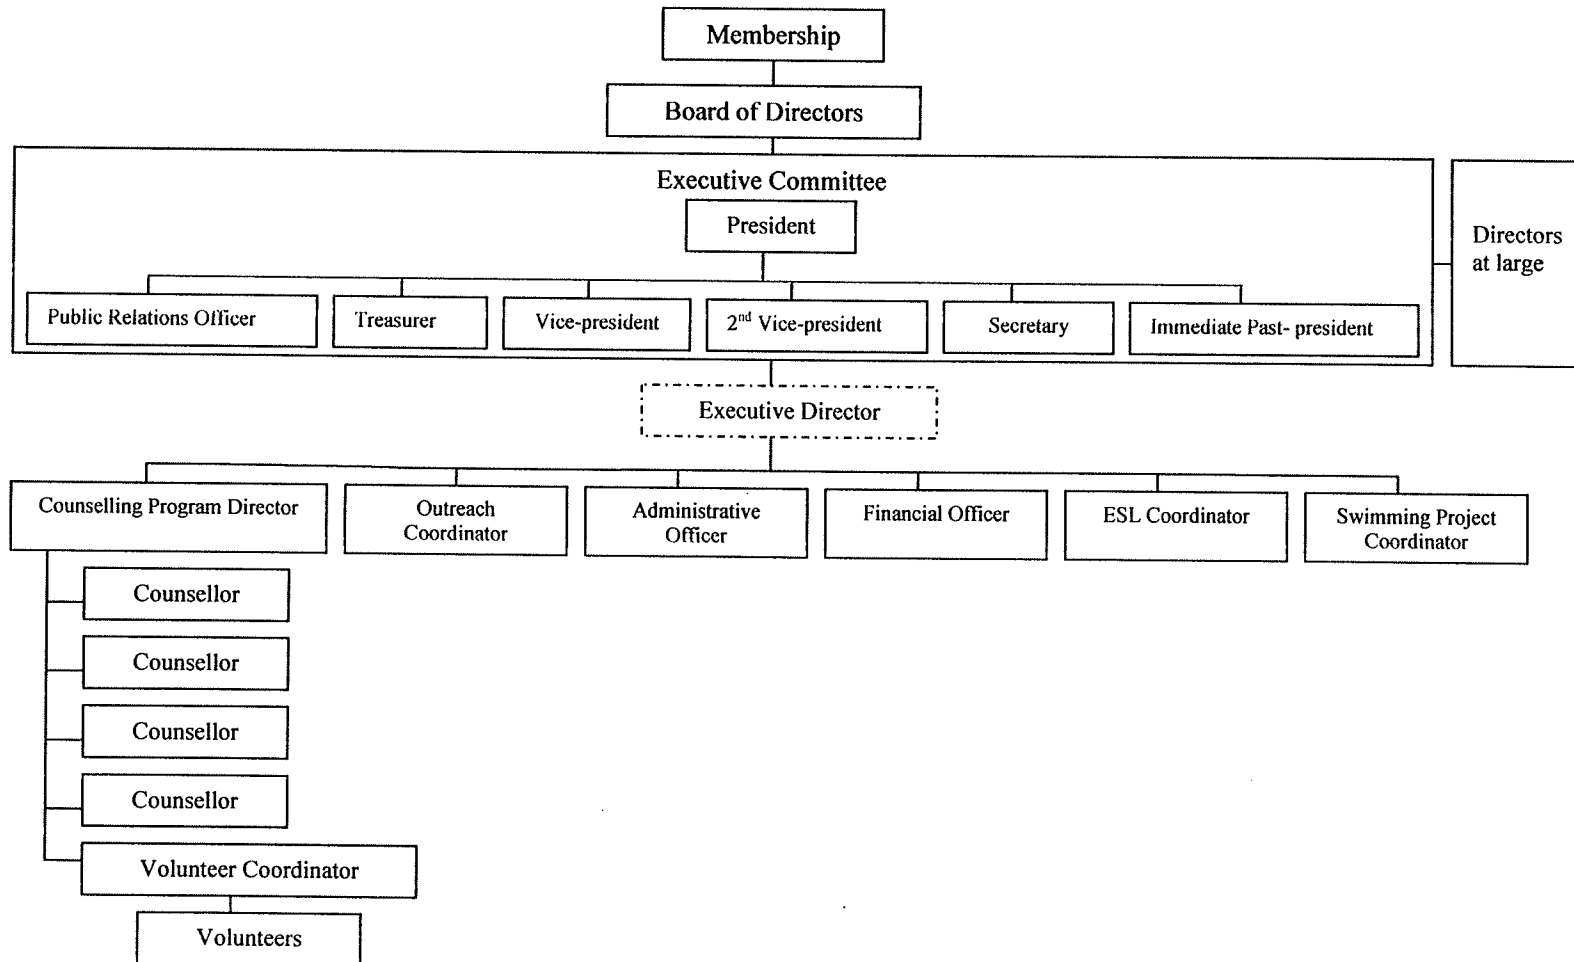 Membership
Board of Directors
Executive Committee
President
Directors
at large
Public Relations Officer
Treasurer
Vice-president
2nd Vice-president
Secretary
Immediate Past- president
Executive Director
Counselling Program Director
Outreach
Coordinator
Administrative
Officer
Financial Officer
ESL Coordinator
Swimming Project
Coordinator
Counsellor
Counsellor
Counsellor
Counsellor
Volunteer Coordinator
Volunteers